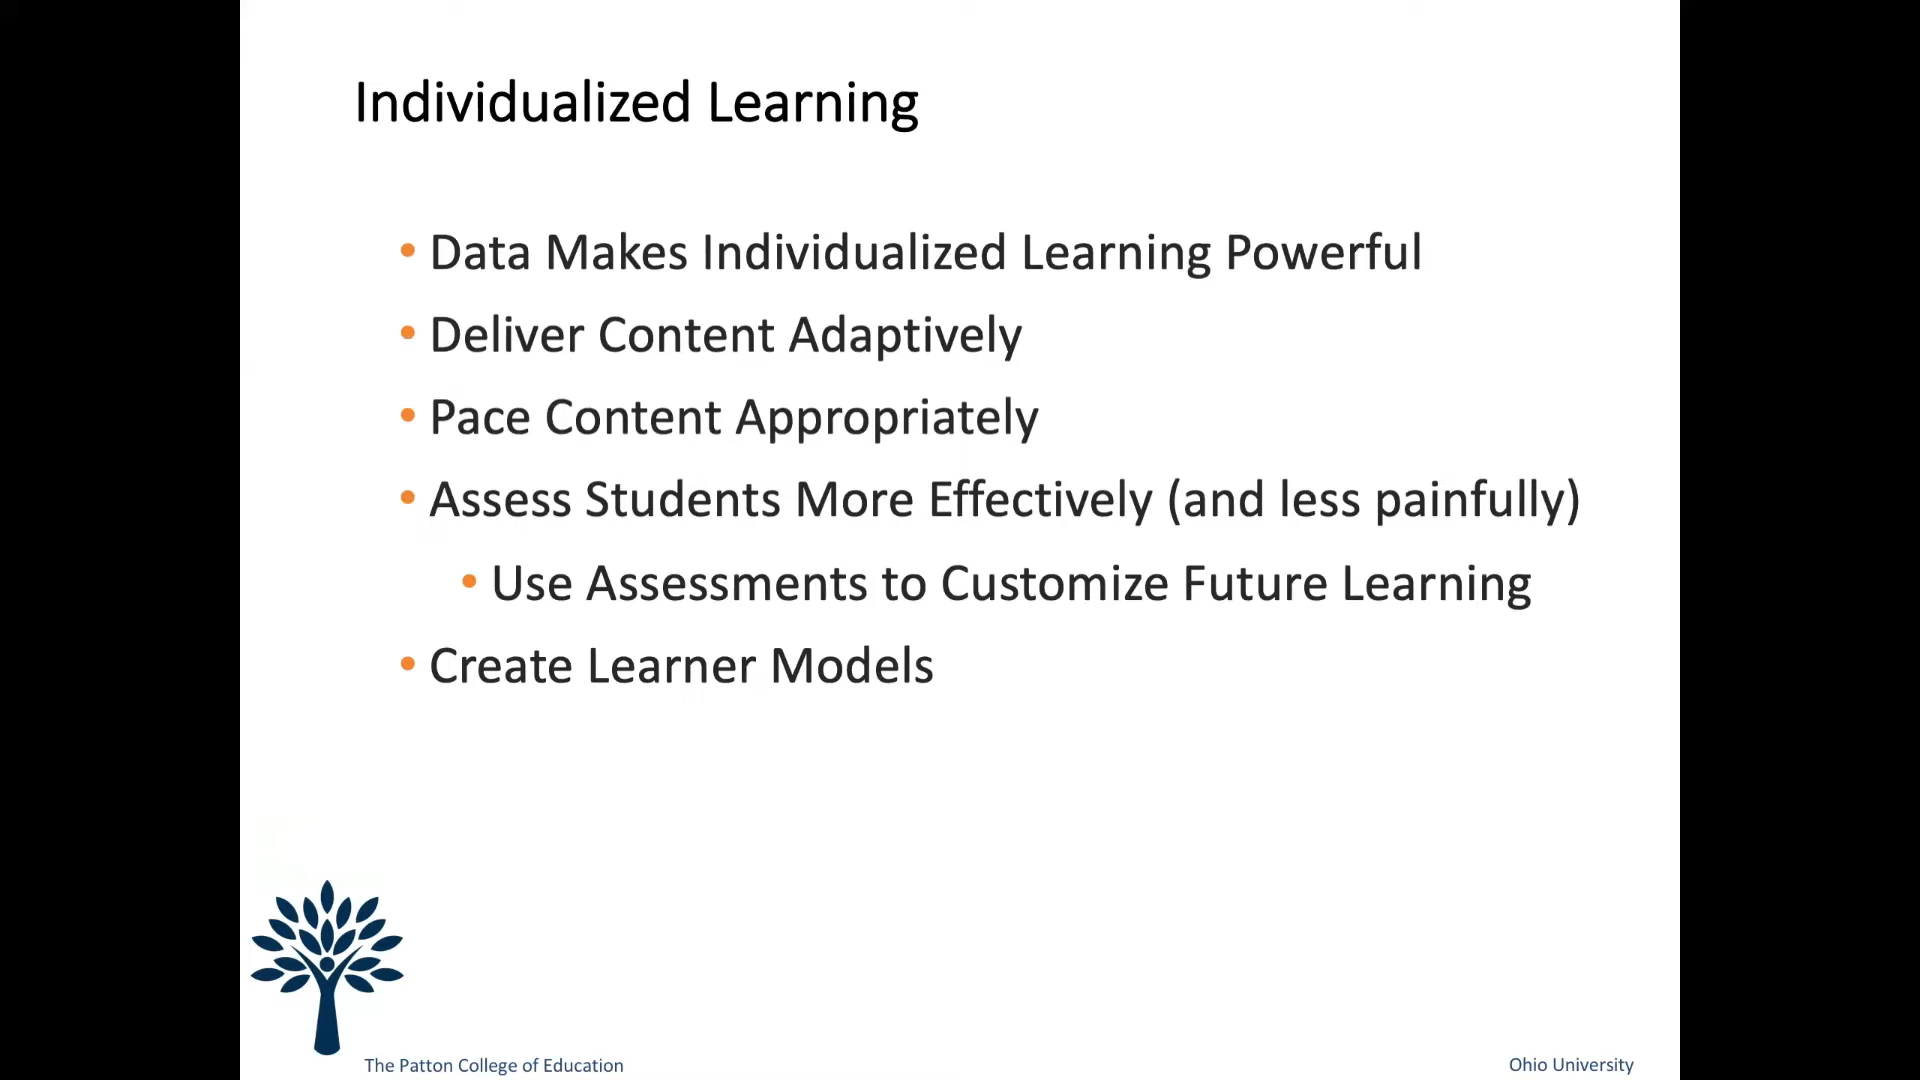 Individualized Learning
• Data Makes Individualized Learning Powerful
• Deliver Content Adaptively
• Pace Content Appropriately
• Assess Students More Effectively (and less painfully)
• Use Assessments to Customize Future Learning
• Create Learner Models
The Patton College of Education
Ohio University